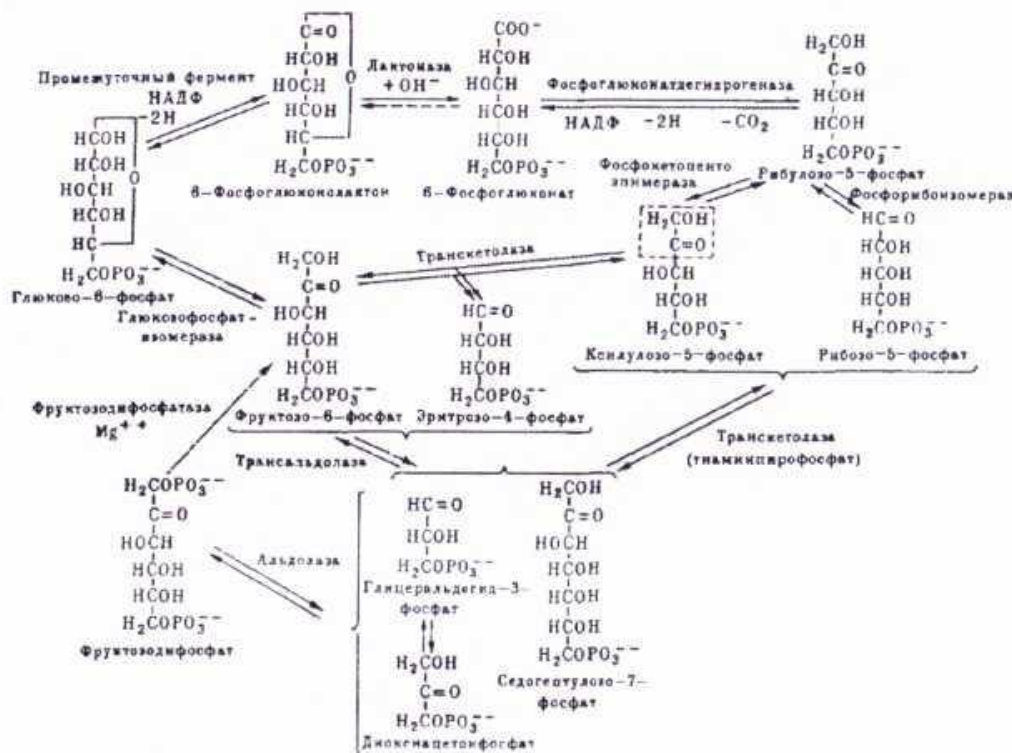 C=O
HCOH
HOCH
HCOH
HC
H₂COPO₃⁻⁻
6-Фосфоглюконолактон
O
Лактоназа
+OH⁻
COO⁻
HCOH
HOCH
HCOH
HCOH
H₂COPO₃⁻⁻
6-Фосфоглюконат
Фосфоглюконатдегидрогеназа
НАДФ -2H -CO₂
H₂COH
C=O
HCOH
HCOH
H₂COPO₃⁻⁻
Рибулозо-5-фосфат
Промежуточный фермент
НАДФ
-2H
HCOH
HCOH
HOCH
HCOH
HC
H₂COPO₃⁻⁻
O
Глюкозо-6-фосфат
Глюкозофосфат-
изомераза
Фосфокетопенто
эпимераза
Фосфорибоизомераз
H₂COH
C=O
HOCH
HCOH
H₂COPO₃⁻⁻
Ксилулозо-5-фосфат
HC=O
HCOH
HCOH
HCOH
H₂COPO₃⁻⁻
Рибозо-5-фосфат
Транскетолаза
H₂COH
C=O
HOCH
HCOH
HCOH
H₂COPO₃⁻⁻
Фруктозо-6-фосфат
HC=O
HCOH
HCOH
H₂COPO₃⁻⁻
Эритрозо-4-фосфат
Фруктозодифосфатаза
Mg⁺⁺
Трансальдолаза
Транскетолаза
(тиаминпирофосфат)
H₂COPO₃⁻⁻
C=O
HOCH
HCOH
HCOH
H₂COPO₃⁻⁻
Фруктозодифосфат
Альдолаза
HC=O
HCOH
H₂COPO₃⁻⁻
Глицеральдегид-3-
фосфат
H₂COH
C=O
H₂COPO₃⁻⁻
Диоксиацетонфосфат
H₂COH
C=O
HOCH
HCOH
HCOH
HCOH
H₂COPO₃⁻⁻
Седогептулозо-7-
фосфат